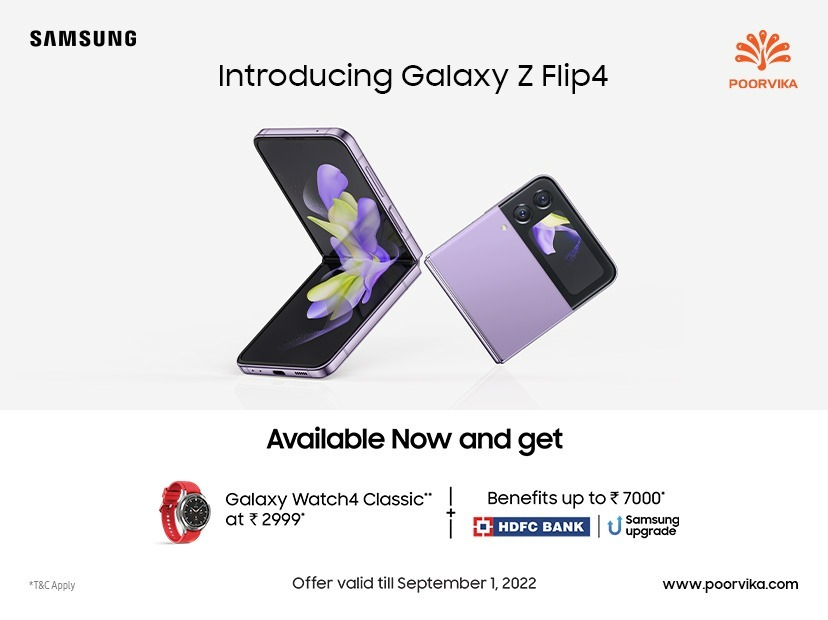 SAMSUNG
POORVIKA
Introducing Galaxy Z Flip4
Available Now and get
Galaxy Watch4 Classic**
at ₹ 2999*
+
Benefits up to ₹ 7000*
HDFC BANK
Samsung
upgrade
*T&C Apply
Offer valid till September 1, 2022
www.poorvika.com